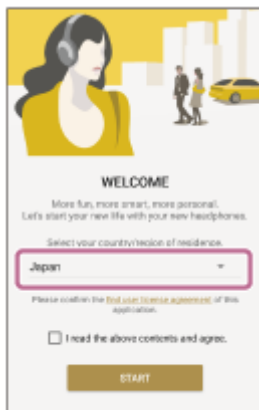 WELCOME
More fun, more smart, more personal.
Let's start your new life with your new headphones.
Select your country/region of residence.
Japan
Please confirm the End user license agreement of this
application.
I read the above contents and agree.
START